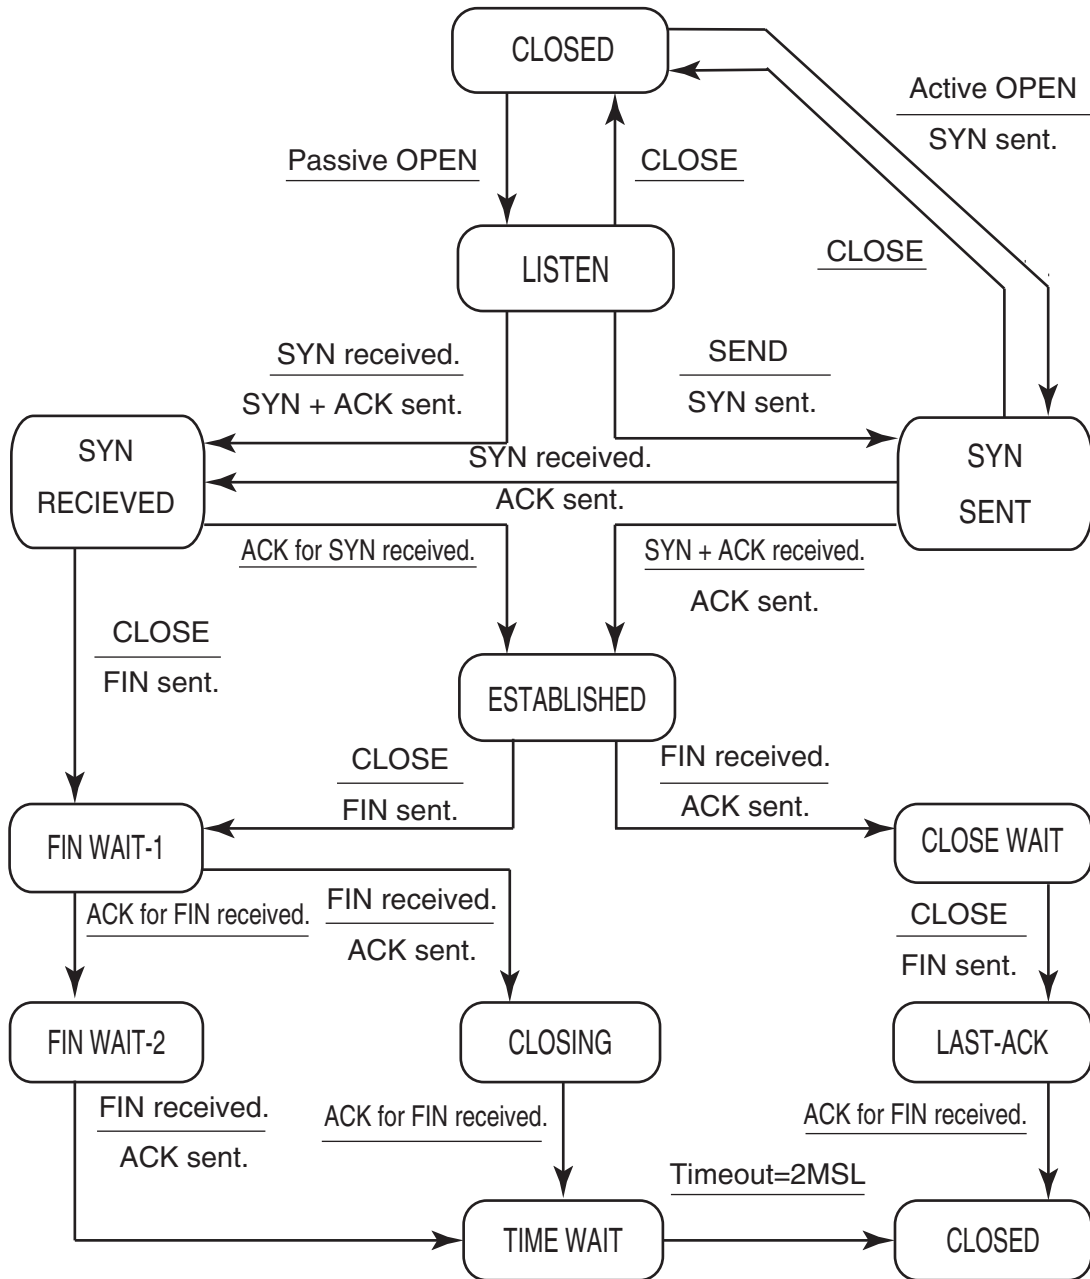 CLOSED
Active OPEN
SYN sent.
Passive OPEN
CLOSE
CLOSE
LISTEN
SYN received.
SYN + ACK sent.
SEND
SYN sent.
SYN
RECIEVED
SYN received.
ACK sent.
SYN
SENT
ACK for SYN received.
SYN + ACK received.
ACK sent.
CLOSE
FIN sent.
ESTABLISHED
CLOSE
FIN sent.
FIN received.
ACK sent.
FIN WAIT-1
CLOSE WAIT
ACK for FIN received.
FIN received.
ACK sent.
CLOSE
FIN sent.
FIN WAIT-2
CLOSING
LAST-ACK
FIN received.
ACK sent.
ACK for FIN received.
ACK for FIN received.
Timeout=2MSL
TIME WAIT
CLOSED